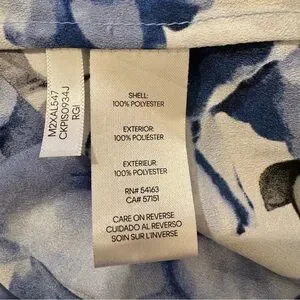 M2XAL547
CKPIS0934J
RGI
SHELL:
100% POLYESTER
EXTERIOR:
100% POLIÉSTER
EXTÉRIEUR:
100% POLYESTER
RN# 54163
CA# 57151
CARE ON REVERSE
CUIDADO AL REVERSO
SOIN SUR L'INVERSE